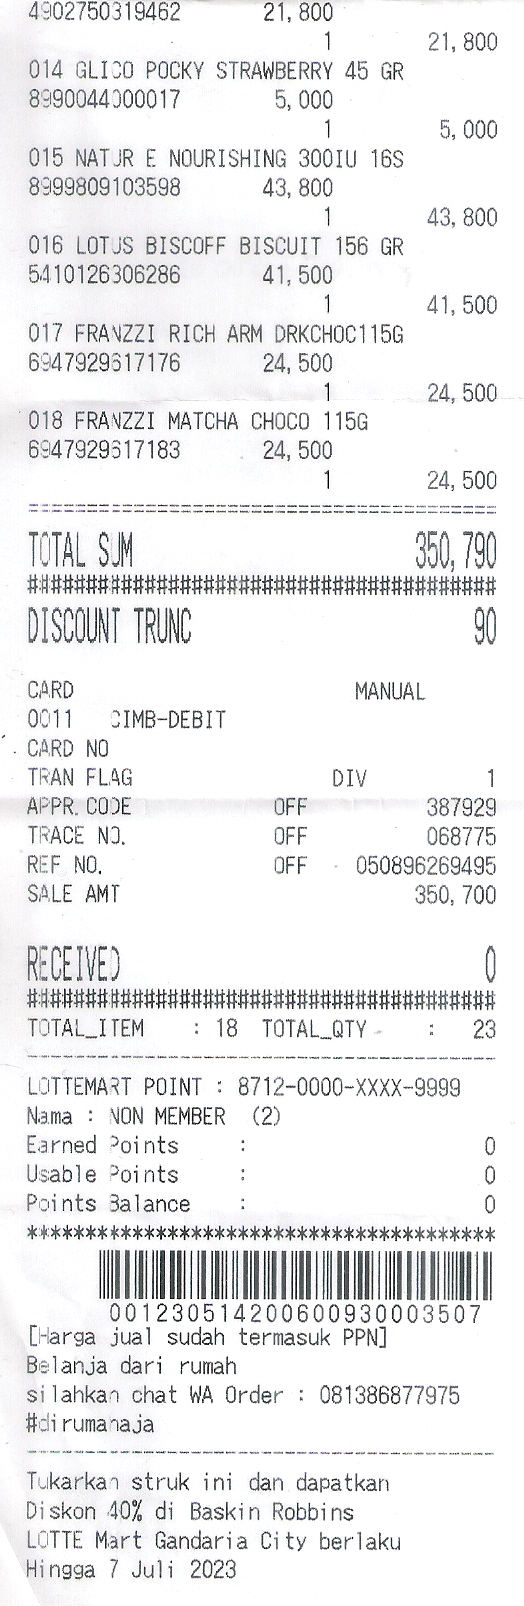 4902750319462 21,800
1 21,800
014 GLICO POCKY STRAWBERRY 45 GR
8990044000017 5,000
1 5,000
015 NATUR E NOURISHING 300IU 16S
8999809103598 43,800
1 43,800
016 LOTUS BISCOFF BISCUIT 156 GR
5410126306286 41,500
1 41,500
017 FRANZZI RICH ARM DRKCHOC115G
6947929617176 24,500
1 24,500
018 FRANZZI MATCHA CHOCO 115G
6947929617183 24,500
1 24,500
========================================
TOTAL SUM 350,790
########################################
DISCOUNT TRUNC 90
CARD MANUAL
0011 CIMB-DEBIT
CARD NO
TRAN FLAG DIV 1
APPR. CODE OFF 387929
TRACE NO. OFF 068775
REF NO. OFF 050896269495
SALE AMT 350,700
RECEIVED 0
########################################
TOTAL_ITEM : 18 TOTAL_QTY : 23
----------------------------------------
LOTTEMART POINT : 8712-0000-XXXX-9999
Nama : NON MEMBER (2)
Earned Points : 0
Usable Points : 0
Points Balance : 0
****************************************
001230514200600930003507
[Harga jual sudah termasuk PPN]
Belanja dari rumah
silahkan chat WA Order : 081386877975
#dirumahaja
----------------------------------------
Tukarkan struk ini dan dapatkan
Diskon 40% di Baskin Robbins
LOTTE Mart Gandaria City berlaku
Hingga 7 Juli 2023